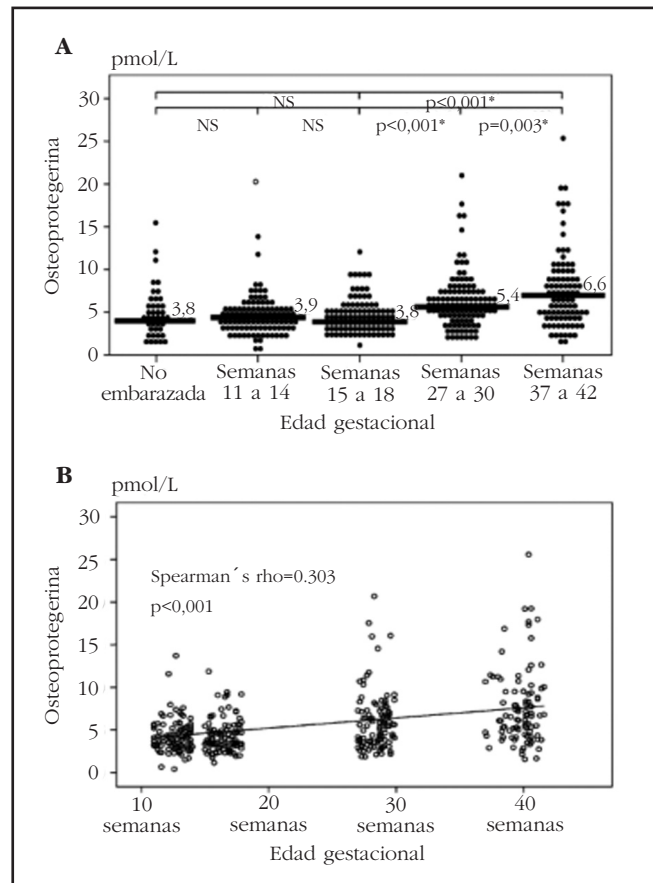 A
pmol/L
Osteoprotegerina
30
25
20
15
10
5
0
NS
p<0,001*
NS
NS
p<0,001*
p=0,003*
3,8
3,9
3,8
5,4
6,6
No embarazada
Semanas 11 a 14
Semanas 15 a 18
Semanas 27 a 30
Semanas 37 a 42
Edad gestacional
B
pmol/L
Osteoprotegerina
30
25
20
15
10
5
0
Spearman´s rho=0.303
p<0,001
10 semanas
20 semanas
30 semanas
40 semanas
Edad gestacional